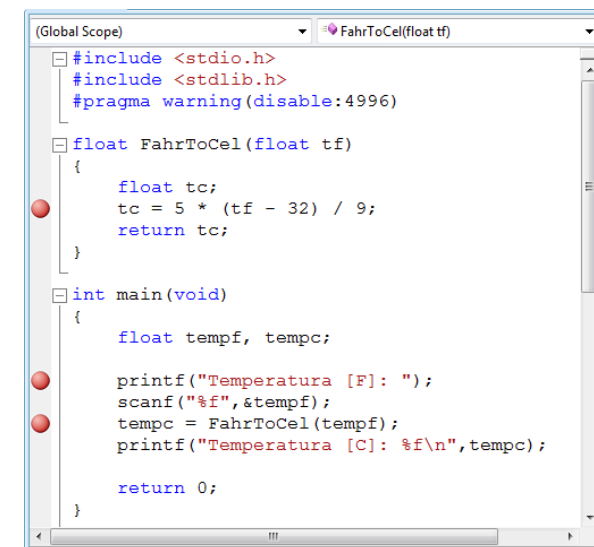 (Global Scope) FahrToCel(float tf)
#include <stdio.h>
#include <stdlib.h>
#pragma warning(disable:4996)
float FahrToCel(float tf)
{
float tc;
tc = 5 * (tf - 32) / 9;
return tc;
}
int main(void)
{
float tempf, tempc;
printf("Temperatura [F]: ");
scanf("%f",&tempf);
tempc = FahrToCel(tempf);
printf("Temperatura [C]: %f\n",tempc);
return 0;
}